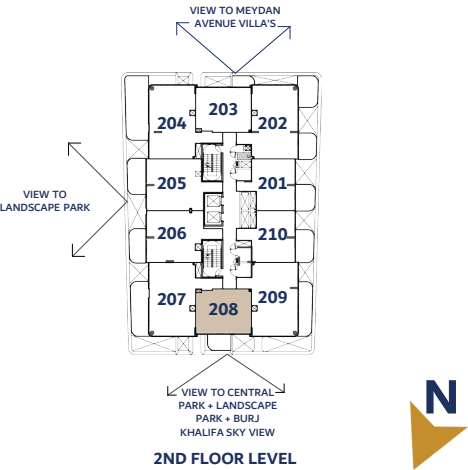 VIEW TO MEYDAN
AVENUE VILLA'S
203
204
202
205
201
VIEW TO
LANDSCAPE PARK
206
210
207
209
208
VIEW TO CENTRAL
PARK + LANDSCAPE
PARK + BURJ
KHALIFA SKY VIEW
N
2ND FLOOR LEVEL